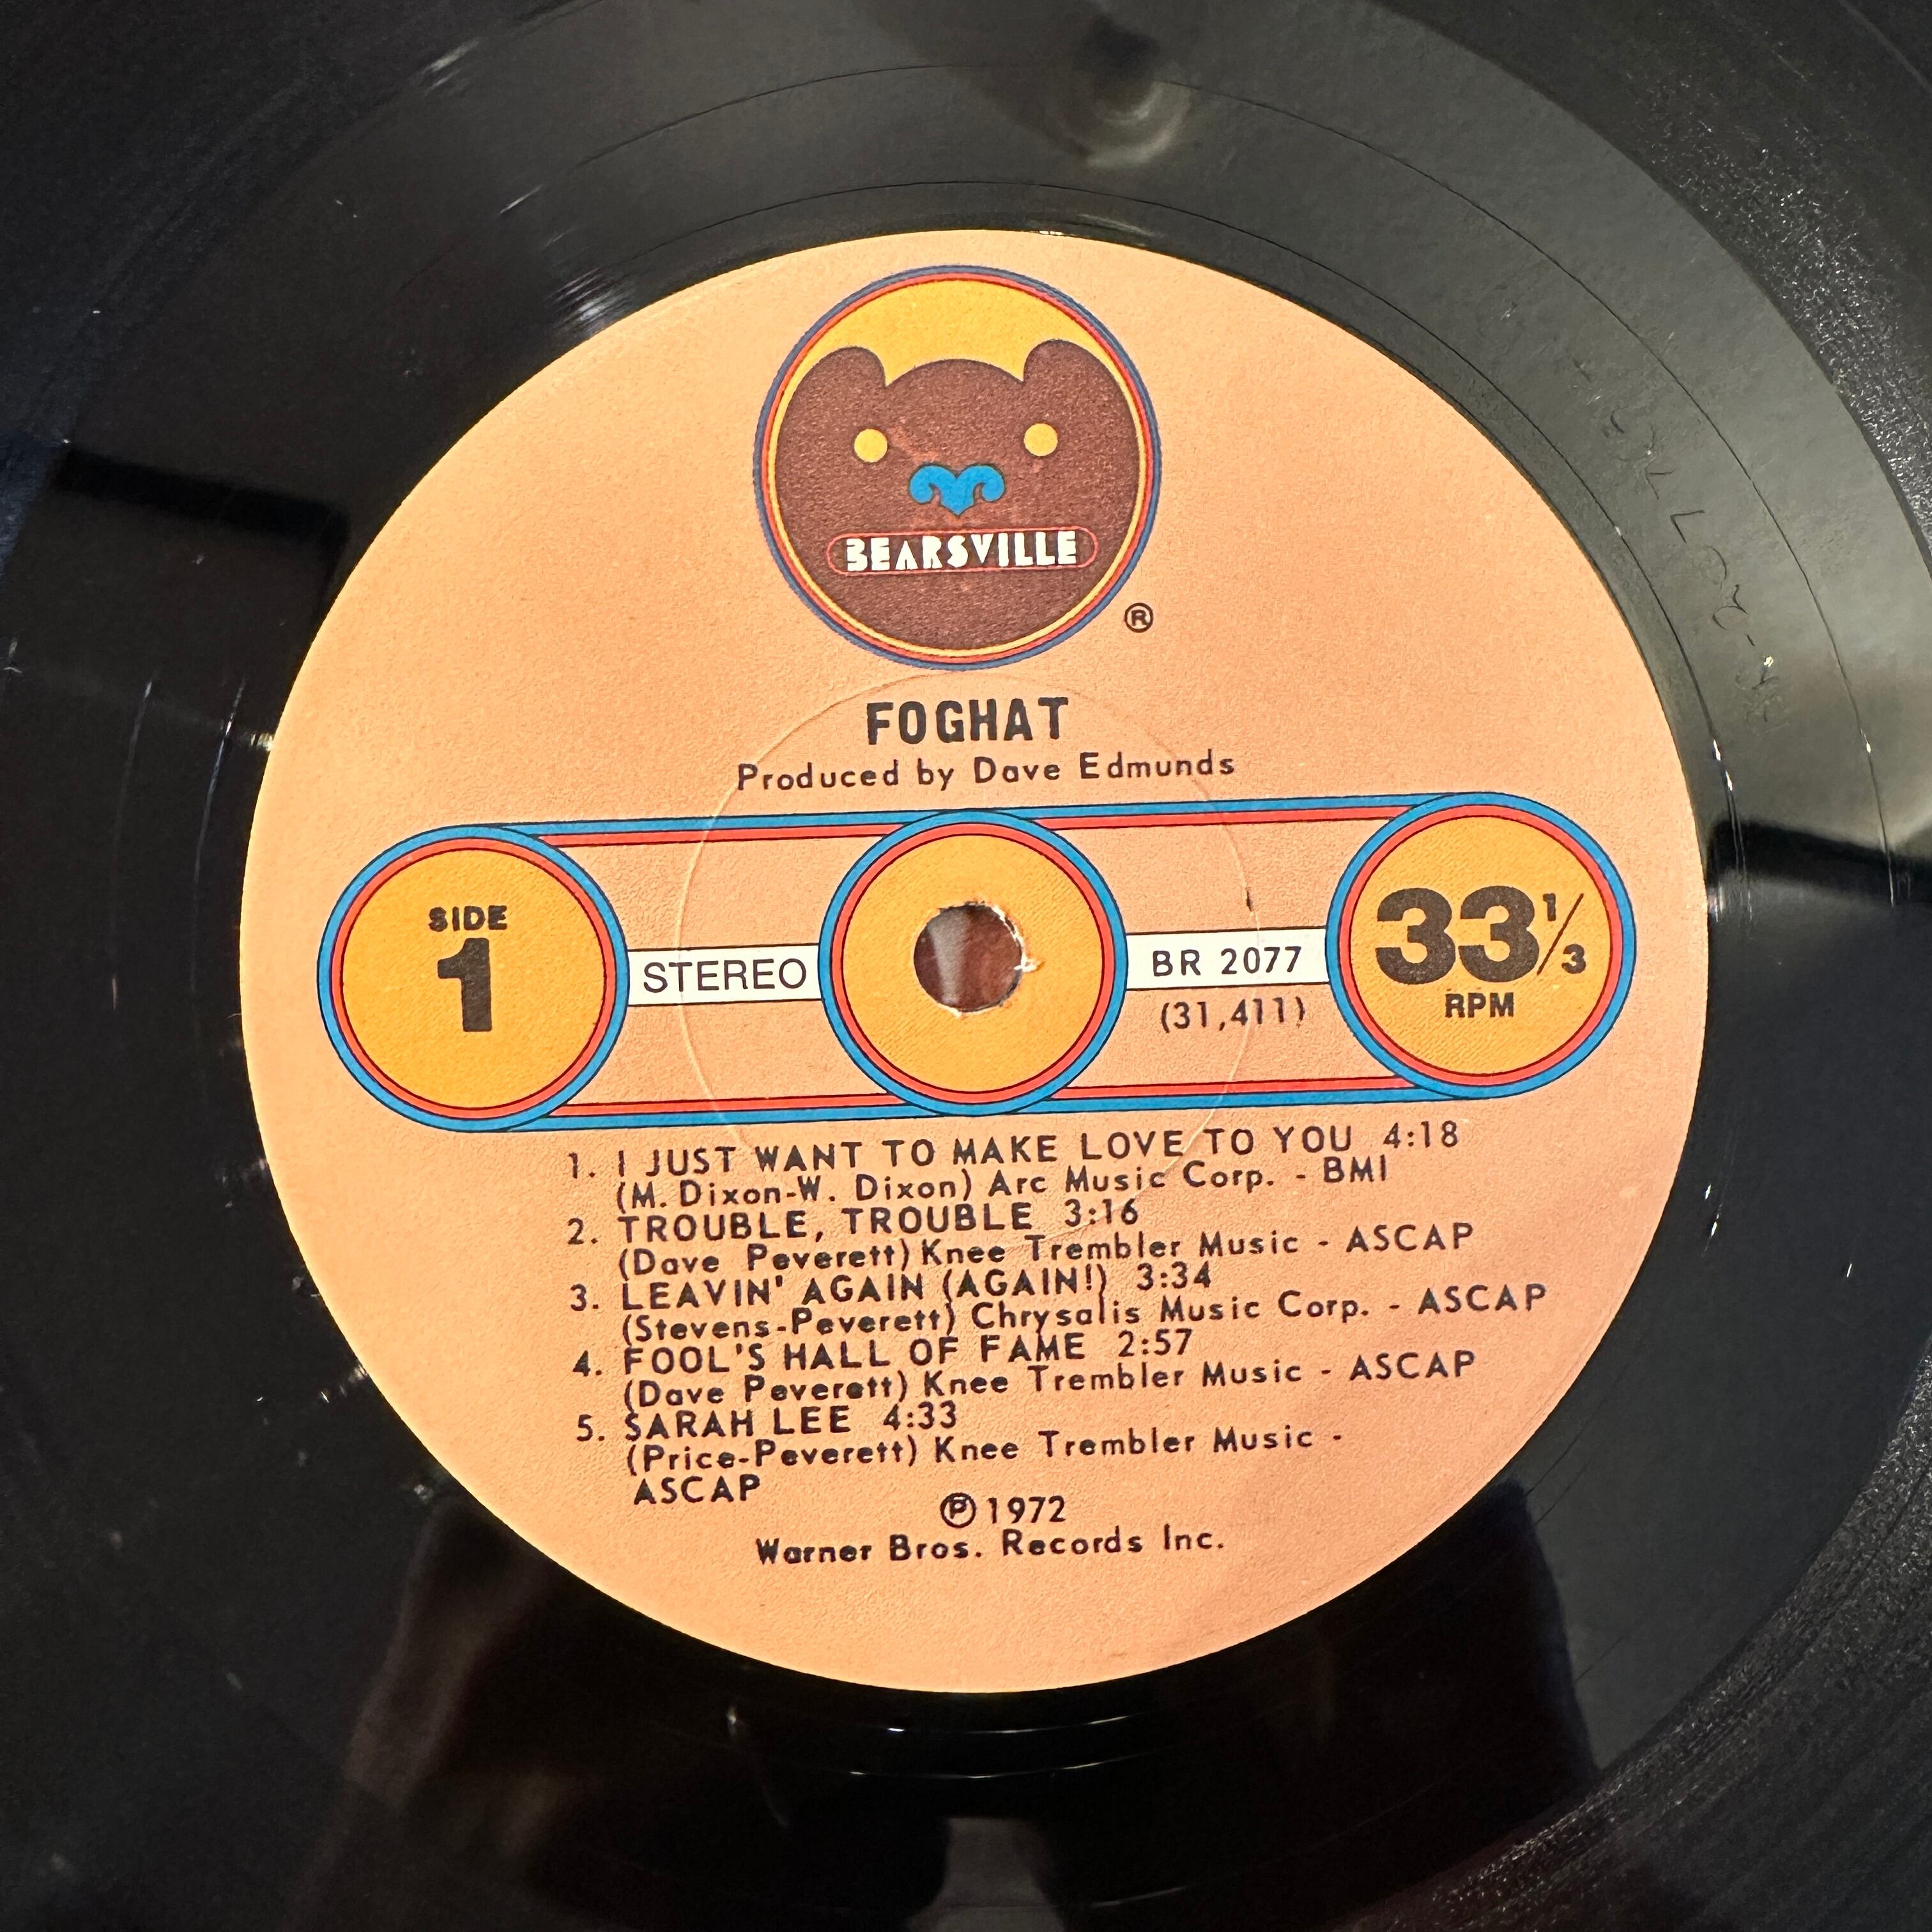 BEARSVILLE
®
FOGHAT
Produced by Dave Edmunds
SIDE
1
STEREO
BR 2077
(31,411)
33 1/3
RPM
1. I JUST WANT TO MAKE LOVE TO YOU 4:18
(M. Dixon-W. Dixon) Arc Music Corp. - BMI
2. TROUBLE, TROUBLE 3:16
(Dave Peverett) Knee Trembler Music - ASCAP
3. LEAVIN' AGAIN (AGAIN!) 3:34
(Stevens-Peverett) Chrysalis Music Corp. - ASCAP
4. FOOL'S HALL OF FAME 2:57
(Dave Peverett) Knee Trembler Music - ASCAP
5. SARAH LEE 4:33
(Price-Peverett) Knee Trembler Music -
ASCAP
℗ 1972
Warner Bros. Records Inc.